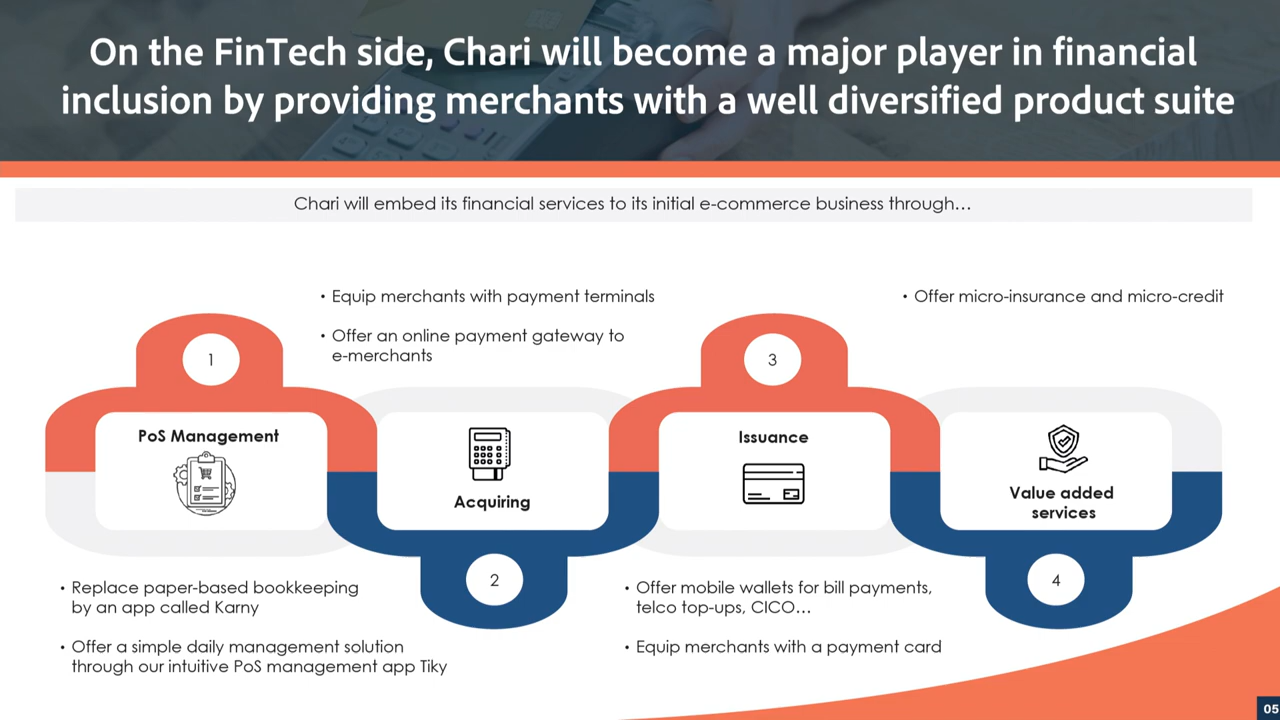 On the FinTech side, Chari will become a major player in financial
inclusion by providing merchants with a well diversified product suite
Chari will embed its financial services to its initial e-commerce business through…
1
PoS Management
• Replace paper-based bookkeeping
by an app called Karny
• Offer a simple daily management solution
through our intuitive PoS management app Tiky
• Equip merchants with payment terminals
• Offer an online payment gateway to
e-merchants
Acquiring
2
3
Issuance
• Offer mobile wallets for bill payments,
telco top-ups, CICO…
• Equip merchants with a payment card
• Offer micro-insurance and micro-credit
Value added
services
4
05